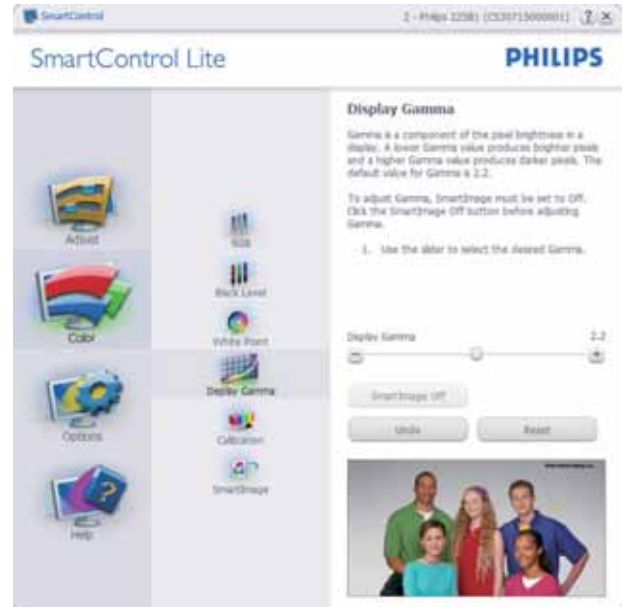 SmartControl
2 - Philips 225B1
SmartControl Lite
PHILIPS
Adjust
Color
Options
Help
RGB
Black Level
White Point
Display Gamma
Calibration
SmartImage
Display Gamma
Gamma is a component of the pixel brightness in a
display. A lower Gamma value produces brighter pixels
and a higher Gamma value produces darker pixels. The
default value for Gamma is 2.2.
To adjust Gamma, SmartImage must be set to Off.
Click the SmartImage Off button before adjusting
Gamma.
1. Use the slider to select the desired Gamma.
Display Gamma 2.2
SmartImage Off
Undo
Reset